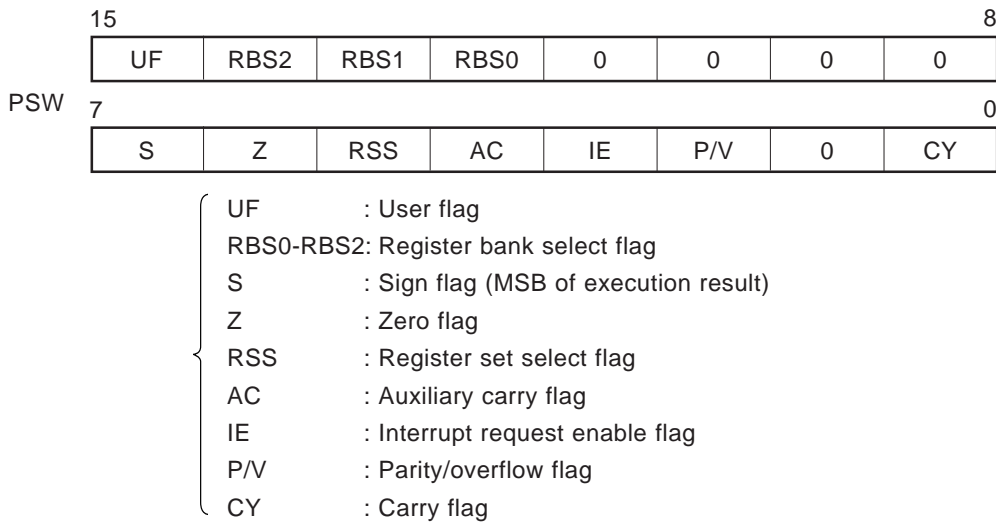 15 8
UF RBS2 RBS1 RBS0 0 0 0 0
PSW 7 0
S Z RSS AC IE P/V 0 CY
UF : User flag
RBS0-RBS2: Register bank select flag
S : Sign flag (MSB of execution result)
Z : Zero flag
RSS : Register set select flag
AC : Auxiliary carry flag
IE : Interrupt request enable flag
P/V : Parity/overflow flag
CY : Carry flag